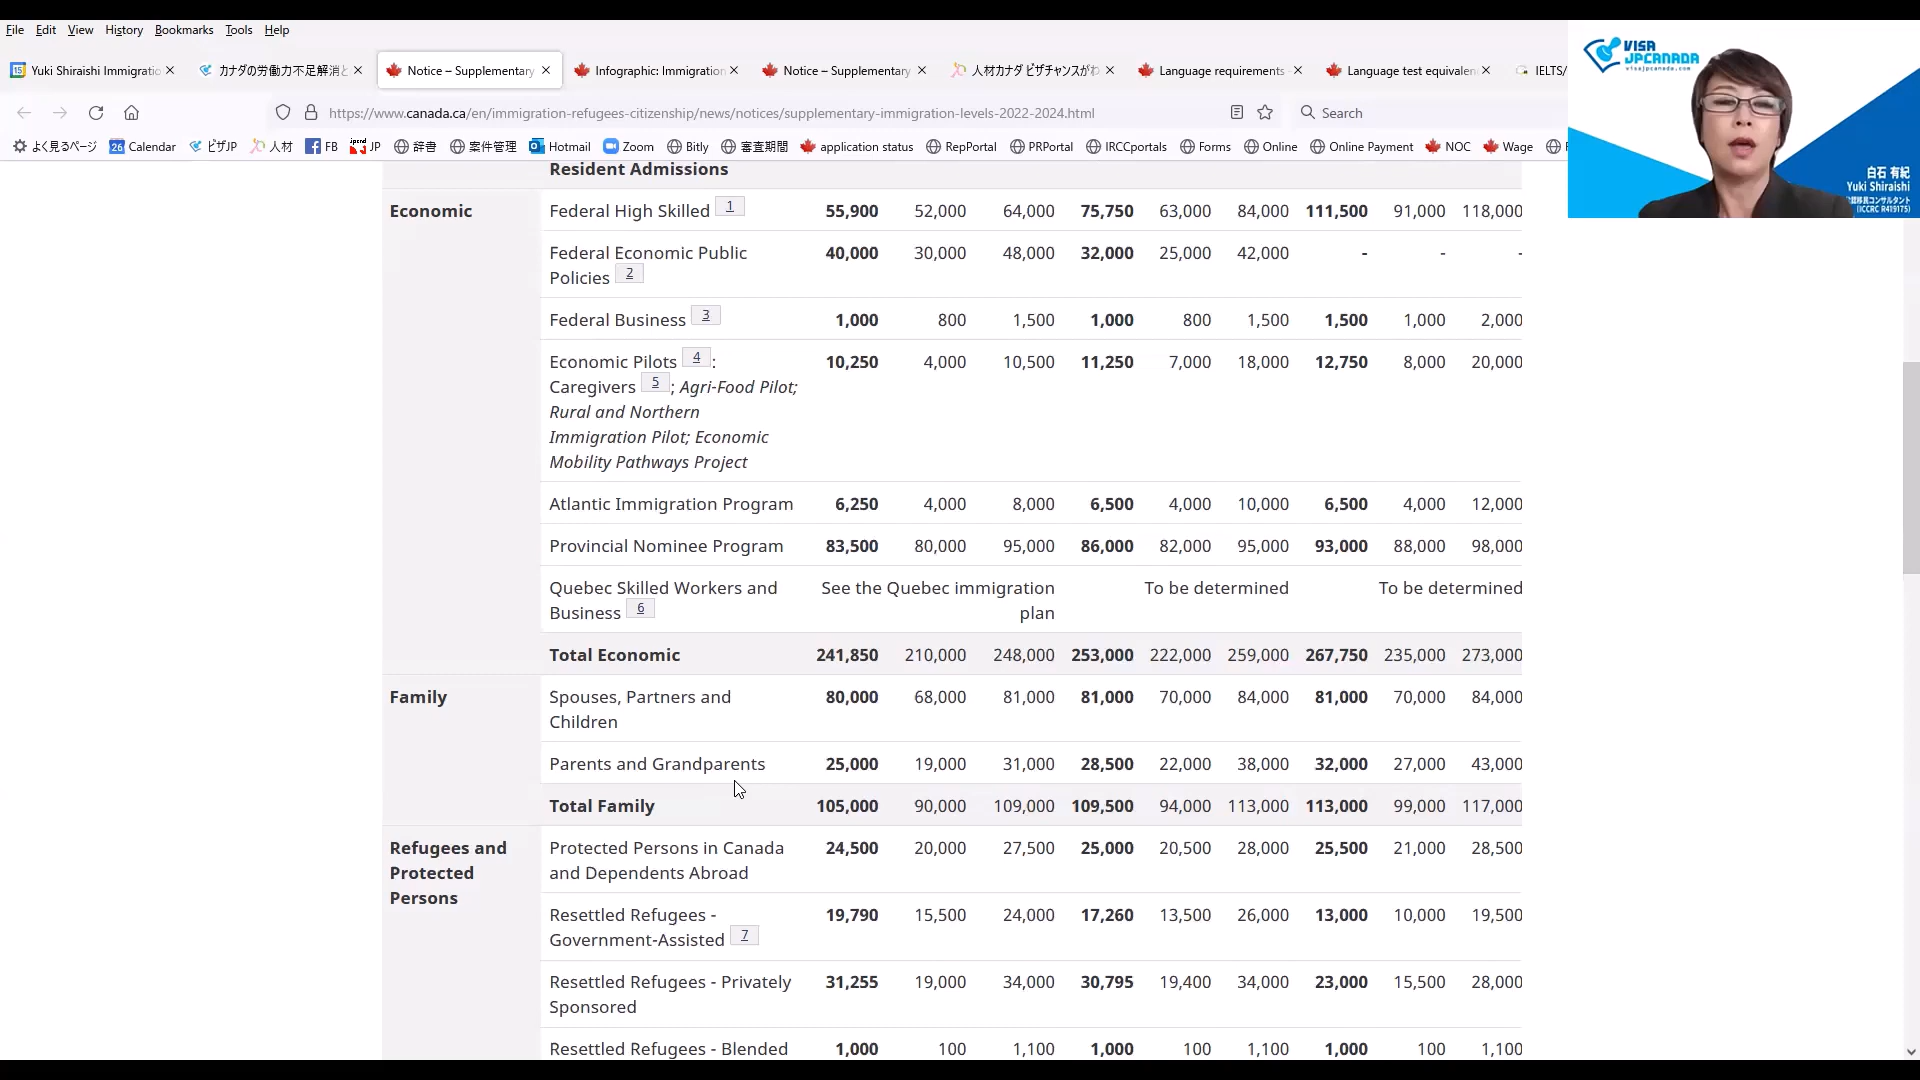 File Edit View History Bookmarks Tools Help
Yuki Shiraishi Immigratio
カナダの労働力不足解消と
Notice – Supplementary
Infographic: Immigration
Notice – Supplementary
人材カナダ ビザチャンスがわ
Language requirements
Language test equivalen
IELTS/
https://www.canada.ca/en/immigration-refugees-citizenship/news/notices/supplementary-immigration-levels-2022-2024.html
Search
よく見るページ 26 Calendar ビザJP 人材 FB JP 辞書 案件管理 Hotmail Zoom Bitly 審査期間 application status RepPortal PRPortal IRCCportals Forms Online Online Payment NOC Wage
VISA
JPCANADA
visajpcanada.com
白石 有紀
Yuki Shiraishi
移民コンサルタント
(ICCRC R419175)
Resident Admissions
Economic
Federal High Skilled 1 55,900 52,000 64,000 75,750 63,000 84,000 111,500 91,000 118,000
Federal Economic Public 40,000 30,000 48,000 32,000 25,000 42,000 - - -
Policies 2
Federal Business 3 1,000 800 1,500 1,000 800 1,500 1,500 1,000 2,000
Economic Pilots 4 : 10,250 4,000 10,500 11,250 7,000 18,000 12,750 8,000 20,000
Caregivers 5 ; Agri-Food Pilot;
Rural and Northern
Immigration Pilot; Economic
Mobility Pathways Project
Atlantic Immigration Program 6,250 4,000 8,000 6,500 4,000 10,000 6,500 4,000 12,000
Provincial Nominee Program 83,500 80,000 95,000 86,000 82,000 95,000 93,000 88,000 98,000
Quebec Skilled Workers and See the Quebec immigration To be determined To be determined
Business 6 plan
Total Economic 241,850 210,000 248,000 253,000 222,000 259,000 267,750 235,000 273,000
Family
Spouses, Partners and 80,000 68,000 81,000 81,000 70,000 84,000 81,000 70,000 84,000
Children
Parents and Grandparents 25,000 19,000 31,000 28,500 22,000 38,000 32,000 27,000 43,000
Total Family 105,000 90,000 109,000 109,500 94,000 113,000 113,000 99,000 117,000
Refugees and
Protected
Persons
Protected Persons in Canada 24,500 20,000 27,500 25,000 20,500 28,000 25,500 21,000 28,500
and Dependents Abroad
Resettled Refugees - 19,790 15,500 24,000 17,260 13,500 26,000 13,000 10,000 19,500
Government-Assisted 7
Resettled Refugees - Privately 31,255 19,000 34,000 30,795 19,400 34,000 23,000 15,500 28,000
Sponsored
Resettled Refugees - Blended 1,000 100 1,100 1,000 100 1,100 1,000 100 1,100